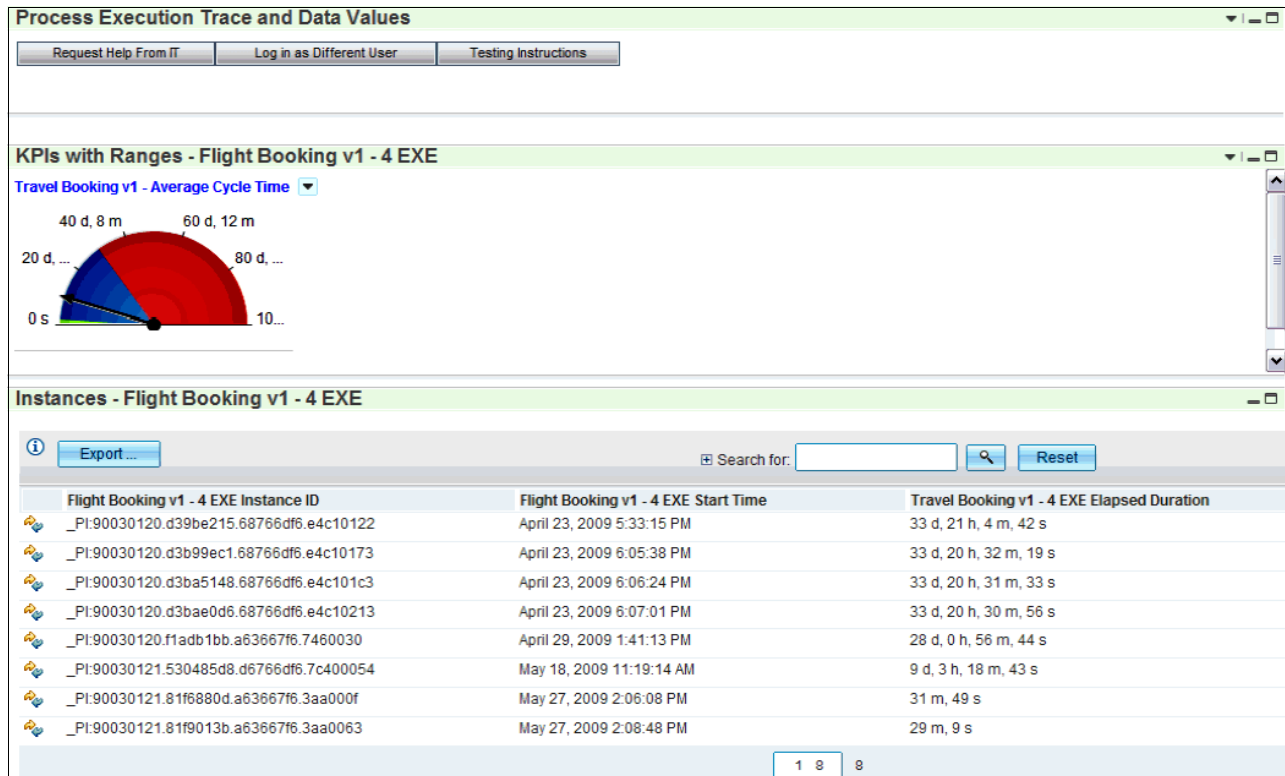 Process Execution Trace and Data Values
Request Help From IT Log in as Different User Testing Instructions
KPIs with Ranges - Flight Booking v1 - 4 EXE
Travel Booking v1 - Average Cycle Time
40 d, 8 m 60 d, 12 m
20 d, ... 80 d, ...
0 s 10...
Instances - Flight Booking v1 - 4 EXE
Export ... Search for: Reset
Flight Booking v1 - 4 EXE Instance ID Flight Booking v1 - 4 EXE Start Time Travel Booking v1 - 4 EXE Elapsed Duration
_PI:90030120.d39be215.68766df6.e4c10122 April 23, 2009 5:33:15 PM 33 d, 21 h, 4 m, 42 s
_PI:90030120.d3b99ec1.68766df6.e4c10173 April 23, 2009 6:05:38 PM 33 d, 20 h, 32 m, 19 s
_PI:90030120.d3ba5148.68766df6.e4c101c3 April 23, 2009 6:06:24 PM 33 d, 20 h, 31 m, 33 s
_PI:90030120.d3bae0d6.68766df6.e4c10213 April 23, 2009 6:07:01 PM 33 d, 20 h, 30 m, 56 s
_PI:90030120.f1adb1bb.a63667f6.7460030 April 29, 2009 1:41:13 PM 28 d, 0 h, 56 m, 44 s
_PI:90030121.530485d8.d6766df6.7c400054 May 18, 2009 11:19:14 AM 9 d, 3 h, 18 m, 43 s
_PI:90030121.81f6880d.a63667f6.3aa000f May 27, 2009 2:06:08 PM 31 m, 49 s
_PI:90030121.81f9013b.a63667f6.3aa0063 May 27, 2009 2:08:48 PM 29 m, 9 s
1 8 8